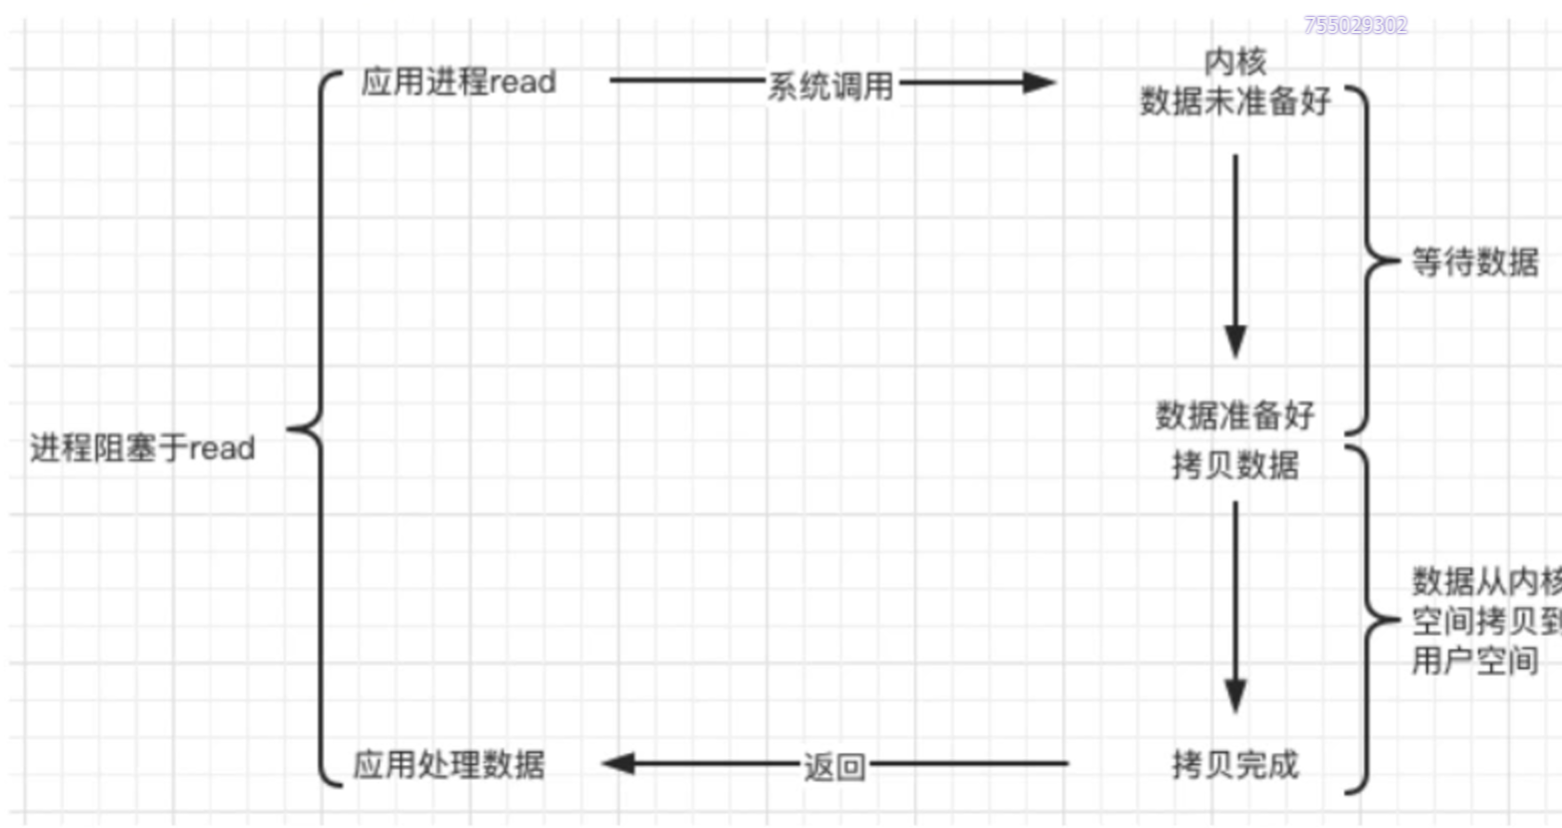 755029302
应用进程read
系统调用
内核
数据未准备好
等待数据
进程阻塞于read
数据准备好
拷贝数据
数据从内核
空间拷贝到
用户空间
应用处理数据
返回
拷贝完成